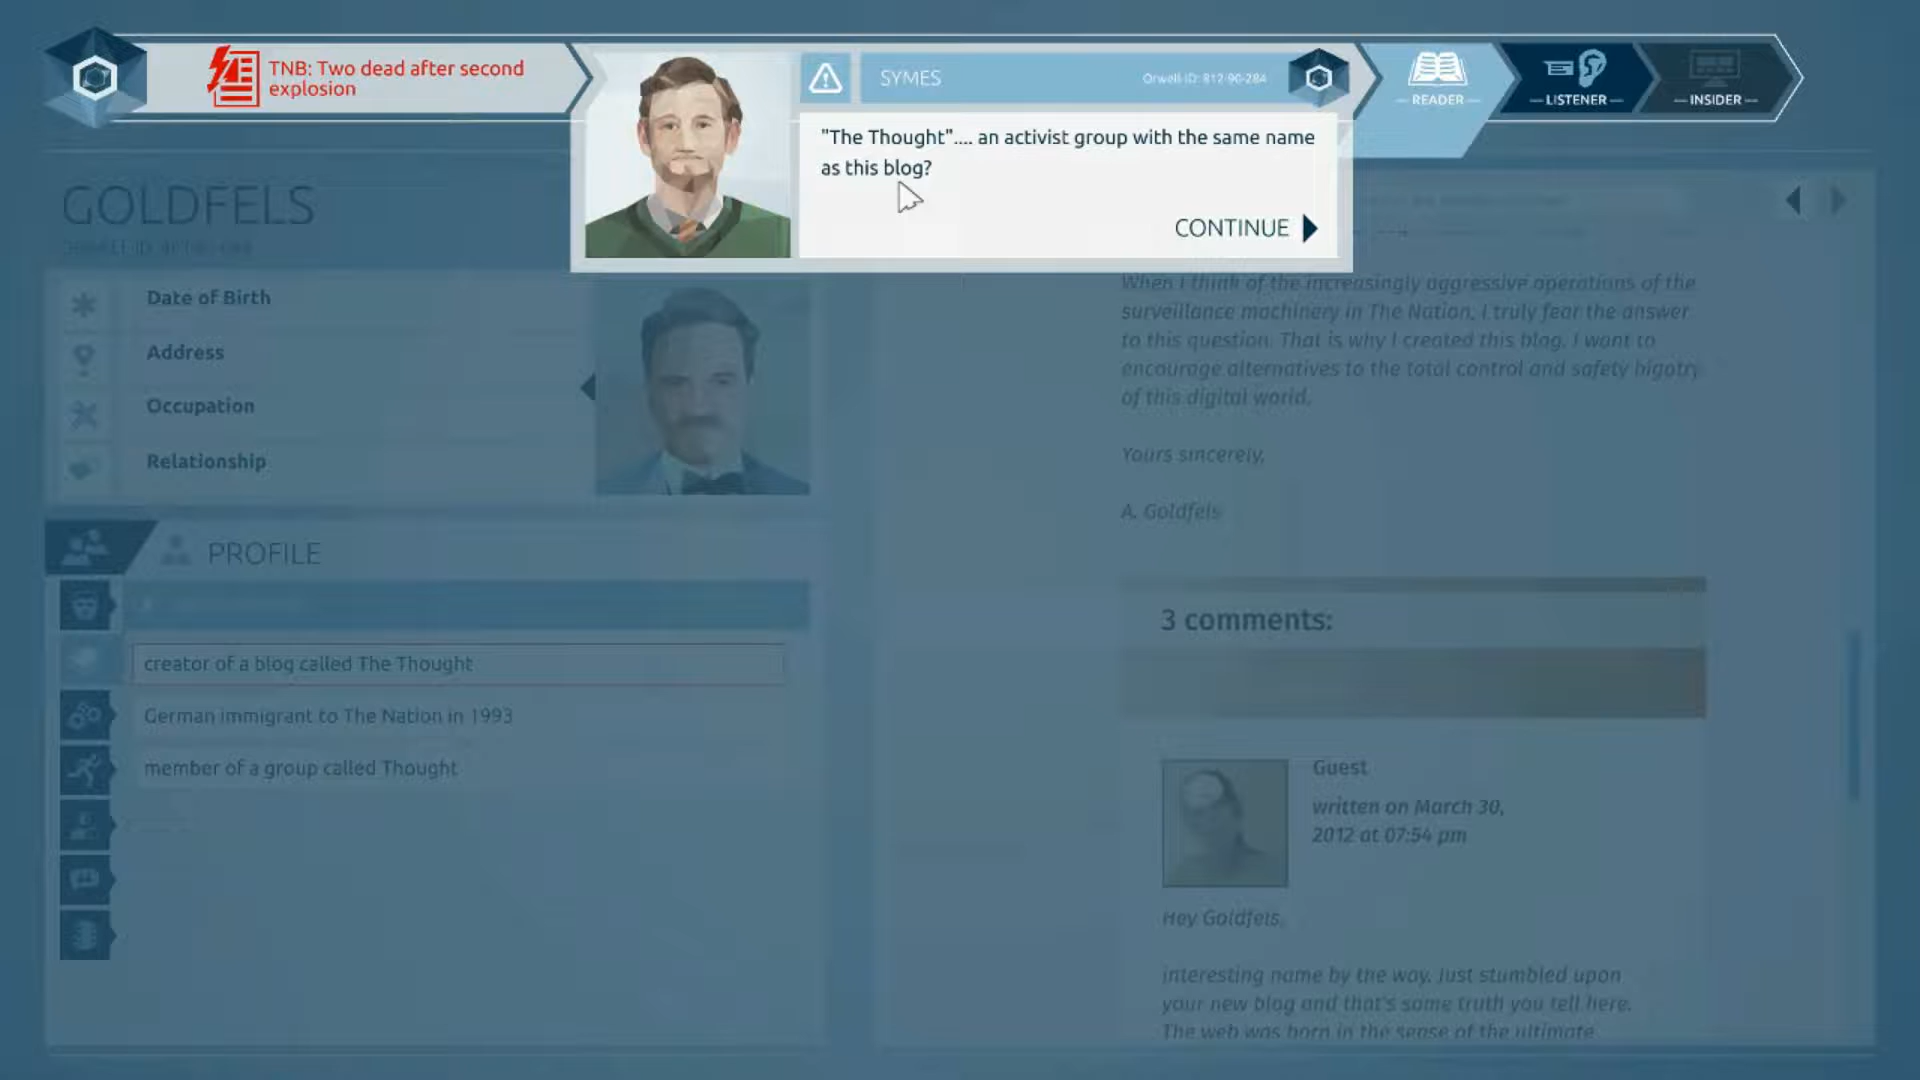 TNB: Two dead after second
explosion
SYMES
Orwell ID: 812-90-284
"The Thought".... an activist group with the same name
as this blog?
CONTINUE
READER
LISTENER
INSIDER
GOLDFELS
Date of Birth
Address
Occupation
Relationship
PROFILE
creator of a blog called The Thought
German immigrant to The Nation in 1993
member of a group called Thought
When I think of the increasingly aggressive operations of the
surveillance machinery in The Nation, I truly fear the answer
to this question. That is why I created this blog. I want to
encourage alternatives to the total control and safety bigotry
of this digital world.
Yours sincerely,
A. Goldfels
3 comments:
Guest
written on March 30,
2012 at 07:54 pm
Hey Goldfels,
interesting name by the way. Just stumbled upon
your new blog and that's some truth you tell here.
The web was born in the sense of the ultimate